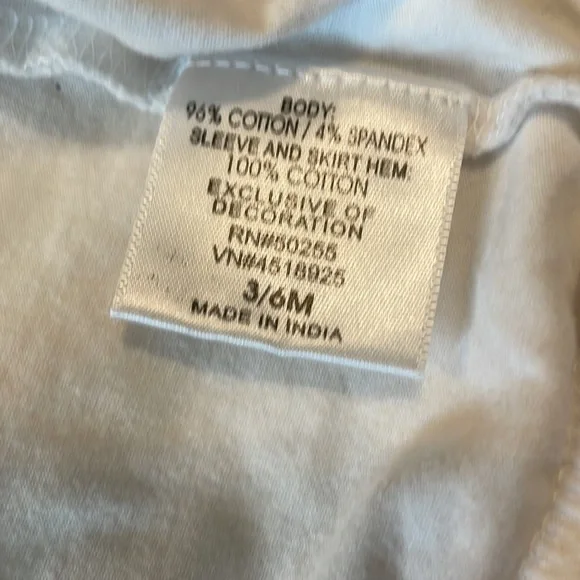 BODY:
96% COTTON / 4% SPANDEX
SLEEVE AND SKIRT HEM:
100% COTTON
EXCLUSIVE OF
DECORATION
RN#50255
VN#4518925
3/6M
MADE IN INDIA